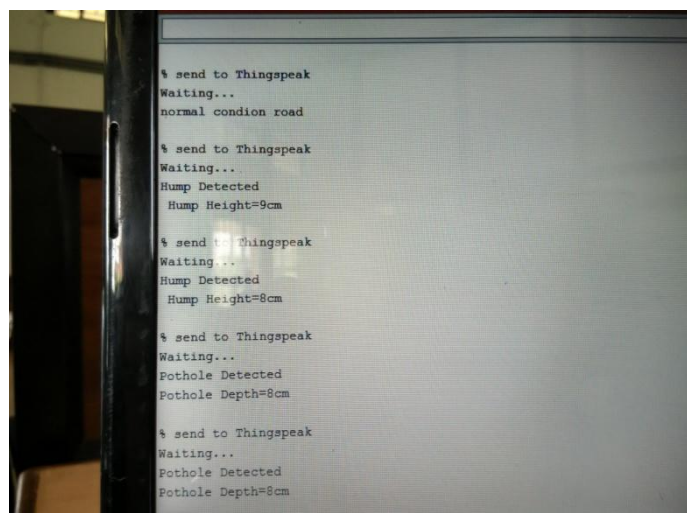 % send to Thingspeak
Waiting...
normal condion road
% send to Thingspeak
Waiting...
Hump Detected
Hump Height=9cm
% send to Thingspeak
Waiting...
Hump Detected
Hump Height=8cm
% send to Thingspeak
Waiting...
Pothole Detected
Pothole Depth=8cm
% send to Thingspeak
Waiting...
Pothole Detected
Pothole Depth=8cm